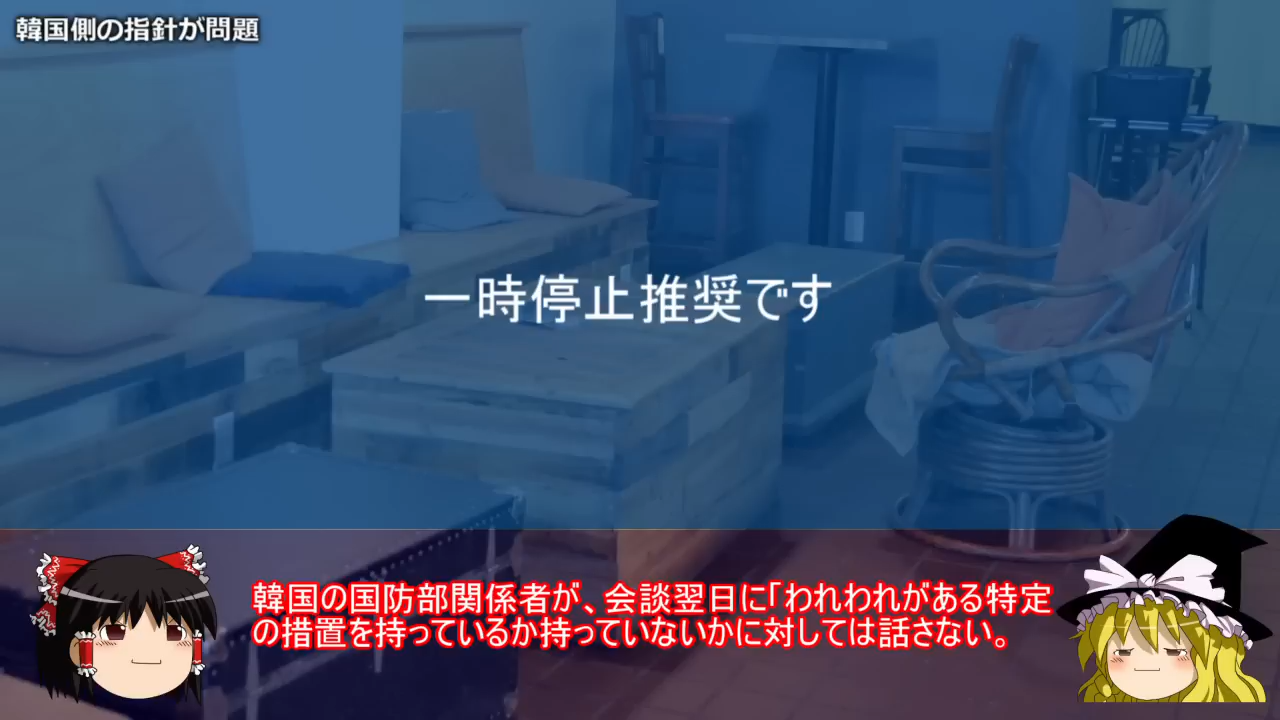 韓国側の指針が問題
一時停止推奨です
韓国の国防部関係者が、会談翌日に「われわれがある特定
の措置を持っているか持っていないかに対しては話さない。